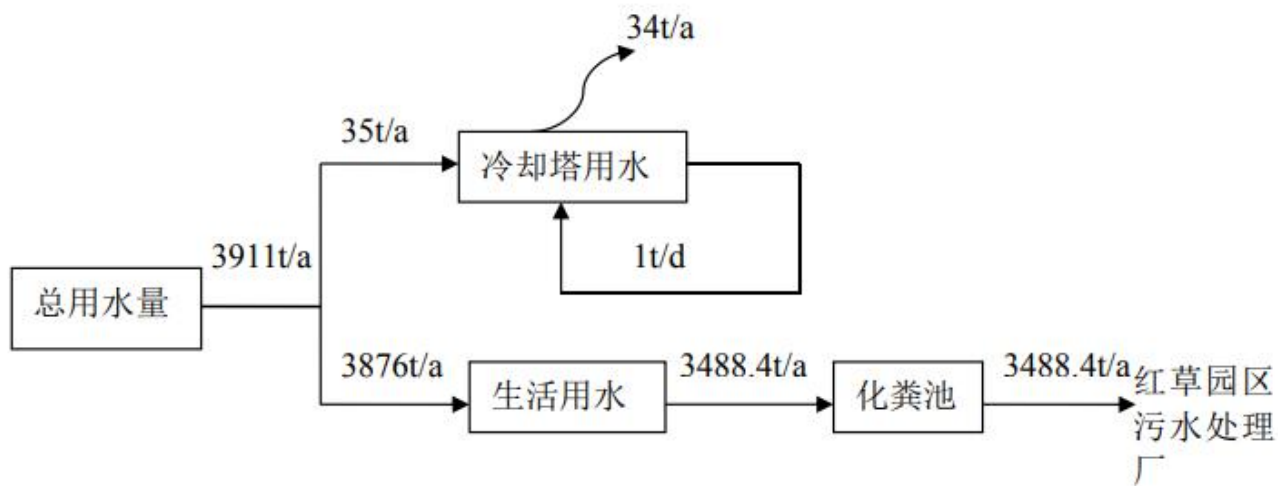 34t/a
35t/a
冷却塔用水
3911t/a
1t/d
总用水量
3876t/a
生活用水
3488.4t/a
化粪池
3488.4t/a
红草园区
污水处理
厂